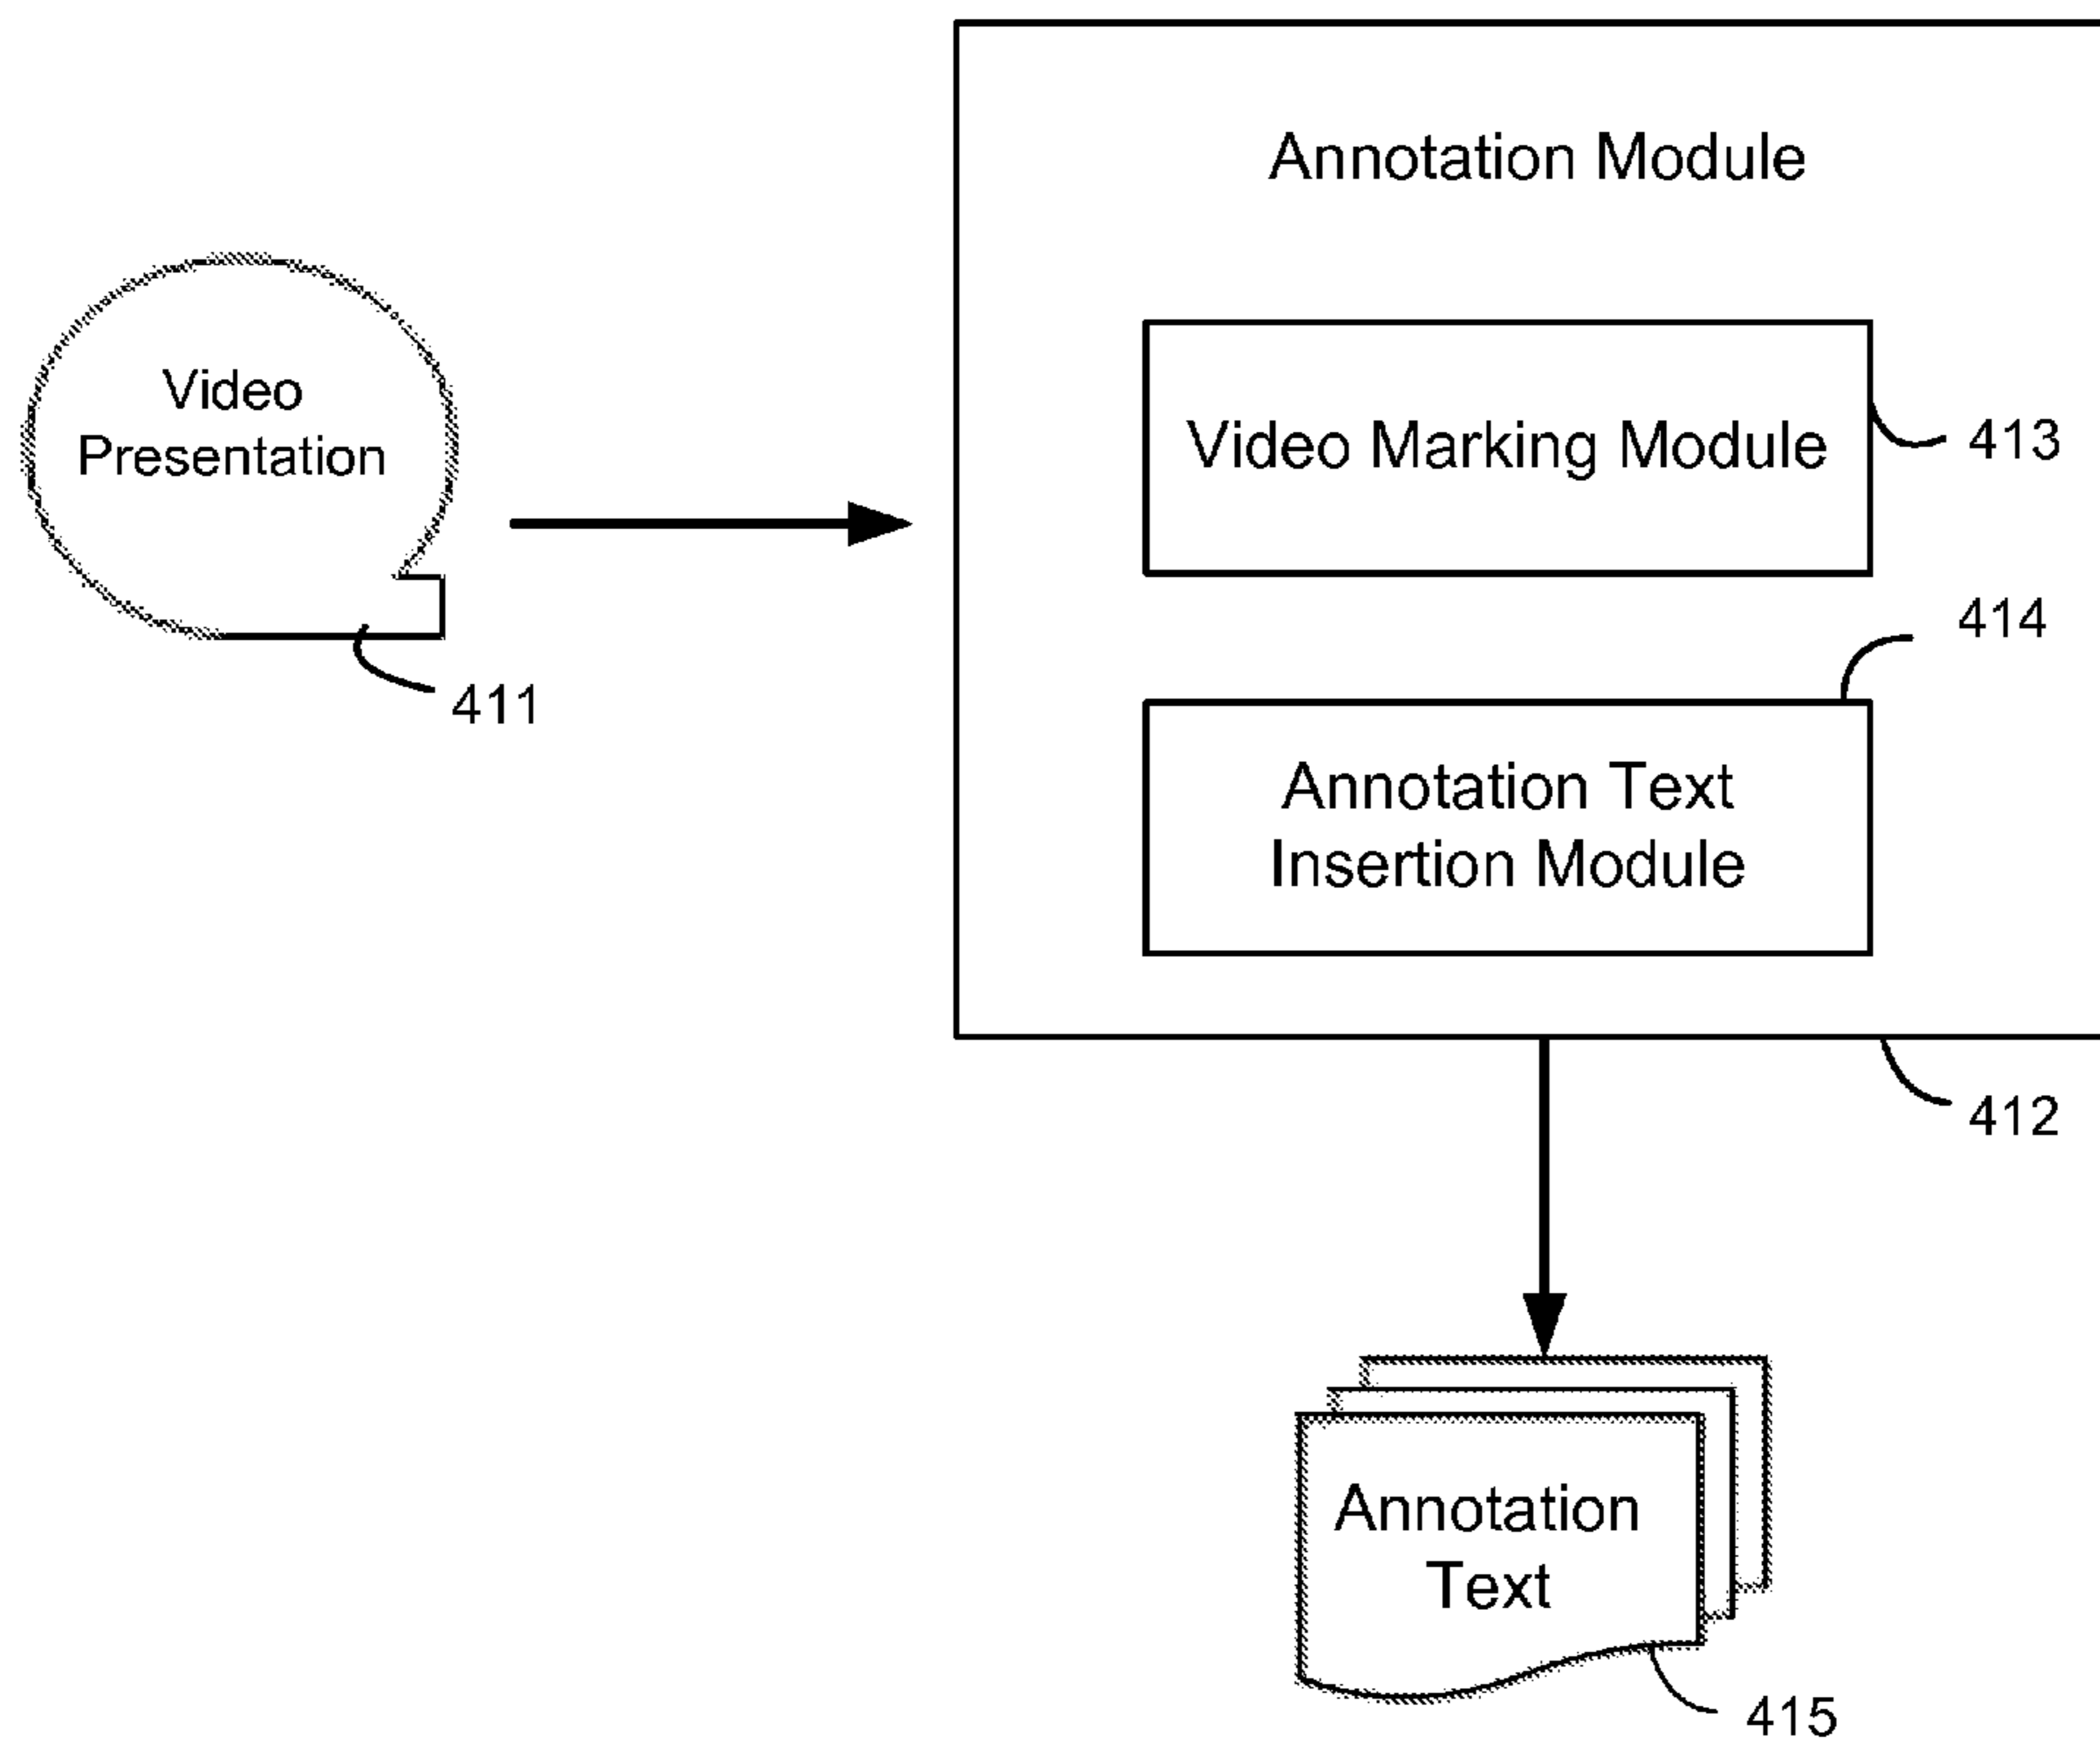 Annotation Module
Video
Presentation
Video Marking Module
413
414
411
Annotation Text
Insertion Module
412
Annotation
Text
415